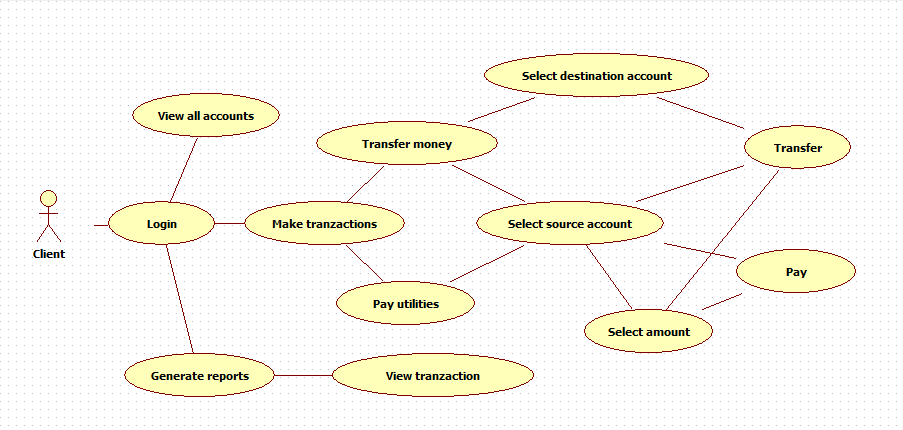 Select destination account
View all accounts
Transfer money
Transfer
Client
Login
Make tranzactions
Select source account
Pay
Pay utilities
Select amount
Generate reports
View tranzaction